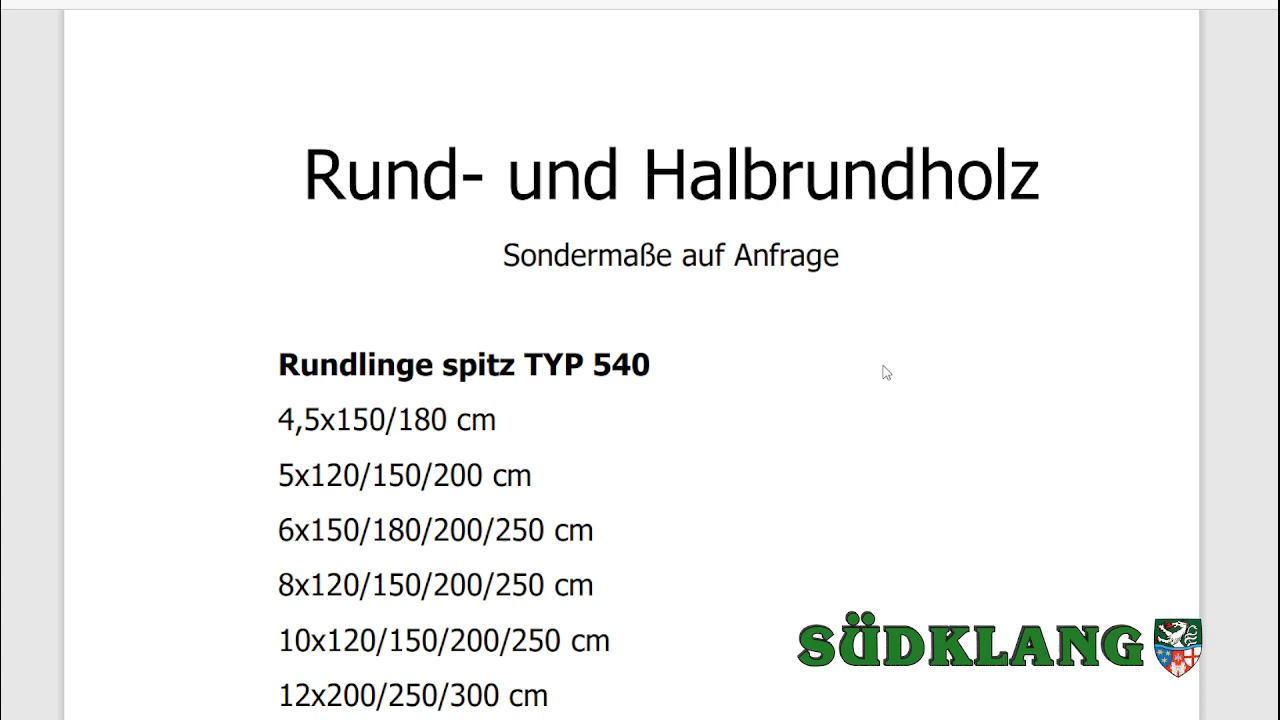 Rund- und Halbrundholz
Sondermaße auf Anfrage
Rundlinge spitz TYP 540
4,5x150/180 cm
5x120/150/200 cm
6x150/180/200/250 cm
8x120/150/200/250 cm
10x120/150/200/250 cm
12x200/250/300 cm
SÜDKLANG